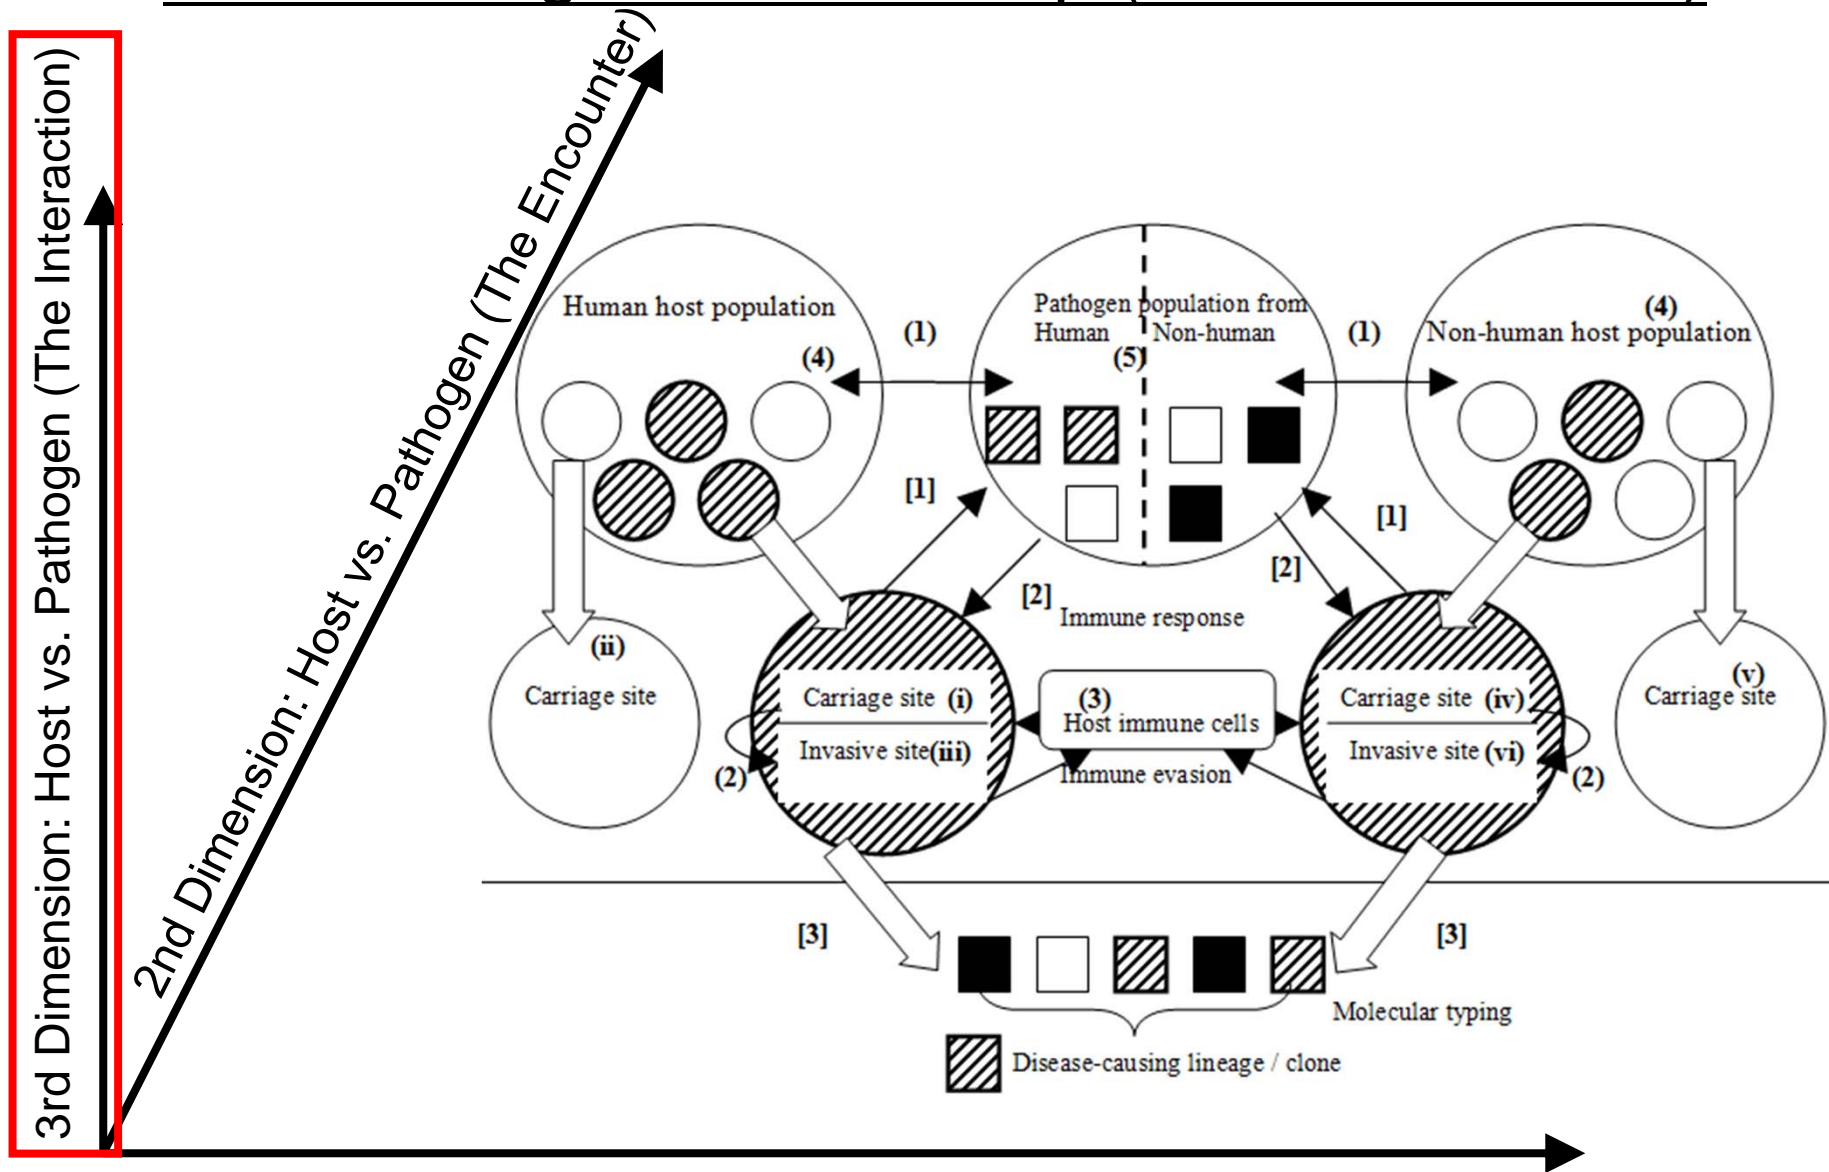 3rd Dimension: Host vs. Pathogen (The Interaction)
2nd Dimension: Host vs. Pathogen (The Encounter)
Human host population
(4)
(1)
Pathogen population from
Human Non-human
(5)
(1)
(4)
Non-human host population
[1]
[1]
[2]
[2]
Immune response
(ii)
Carriage site
Carriage site (i)
Invasive site(iii)
(2)
(3)
Host immune cells
Immune evasion
Carriage site (iv)
Invasive site (vi)
(2)
(v)
Carriage site
[3]
[3]
Molecular typing
Disease-causing lineage / clone